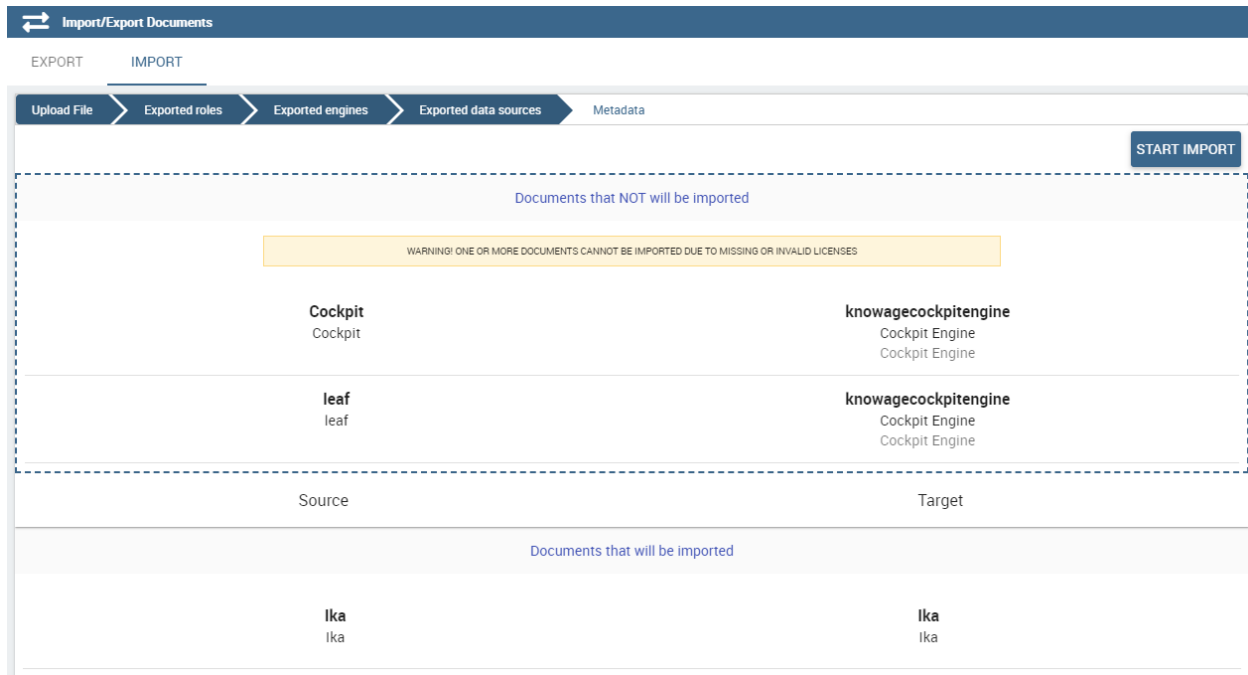 Import/Export Documents
EXPORT IMPORT
Upload File Exported roles Exported engines Exported data sources Metadata
START IMPORT
Documents that NOT will be imported
WARNING! ONE OR MORE DOCUMENTS CANNOT BE IMPORTED DUE TO MISSING OR INVALID LICENSES
Cockpit knowagecockpitengine
Cockpit Cockpit Engine
Cockpit Engine
leaf knowagecockpitengine
leaf Cockpit Engine
Cockpit Engine
Source Target
Documents that will be imported
Ika Ika
Ika Ika